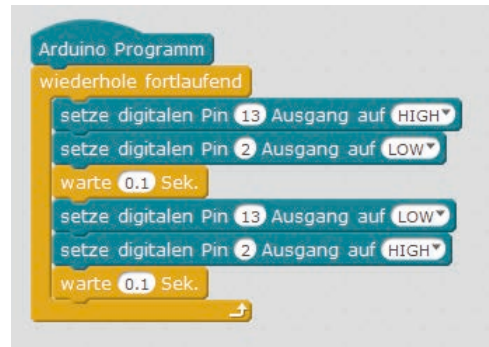 Arduino Programm
wiederhole fortlaufend
setze digitalen Pin 13 Ausgang auf HIGH
setze digitalen Pin 2 Ausgang auf LOW
warte 0.1 Sek.
setze digitalen Pin 13 Ausgang auf LOW
setze digitalen Pin 2 Ausgang auf HIGH
warte 0.1 Sek.